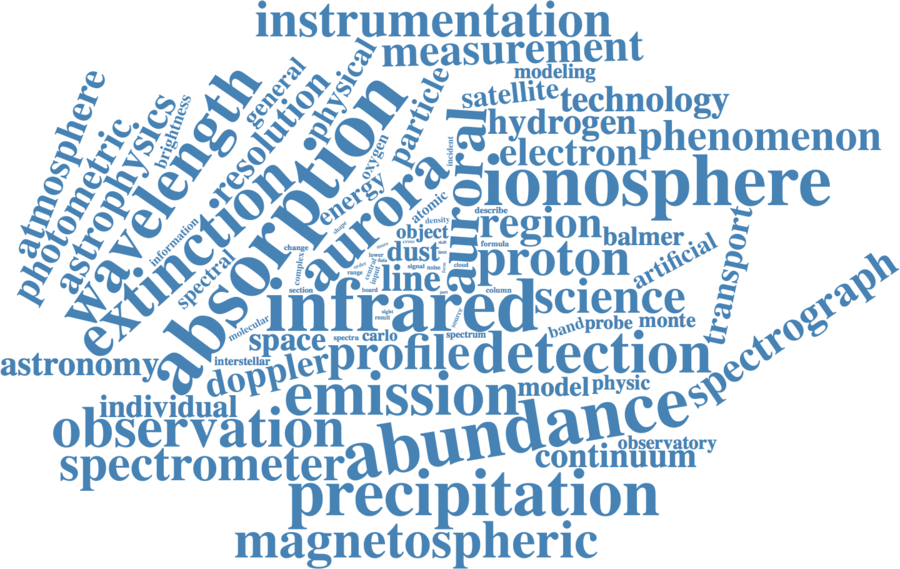 instrumentation
measurement
modeling
satellite
technology
hydrogen
phenomenon
electron
ionosphere
atmosphere
photometric
astrophysics
brightness
wavelength
general
resolution
physical
extinction
absorption
oxygen
particle
incident
auroral
aurora
energy
shape
atomic
density
describe
information
spectral
region
balmer
object
formula
proton
artificial
transport
change
complex
dust
lower
data
central
input
range
signal
noise
cloud
line
section
board
column
infrared
science
spectrograph
molecular
sight
result
source
space
spectra
carlo
spectrum
band
probe
monte
astronomy
interstellar
doppler
profile
detection
emission
model
physic
individual
observation
abundance
observatory
spectrometer
continuum
precipitation
magnetospheric